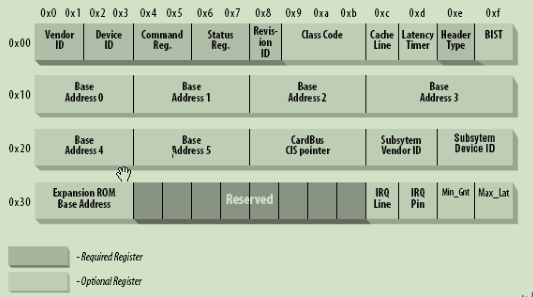 0x0 0x1 0x2 0x3 0x4 0x5 0x6 0x7 0x8 0x9 0xa 0xb 0xc 0xd 0xe 0xf
0x00
Vendor
ID
Device
ID
Command
Reg.
Status
Reg.
Revis-
ion
ID
Class Code
Cache
Line
Latency
Timer
Header
Type
BIST
0x10
Base
Address 0
Base
Address 1
Base
Address 2
Base
Address 3
0x20
Base
Address 4
Base
Address 5
CardBus
CIS pointer
Subsytem
Vendor ID
Subsytem
Device ID
0x30
Expansion ROM
Base Address
Reserved
IRQ
Line
IRQ
Pin
Min_Gnt
Max_Lat
- Required Register
- Optional Register